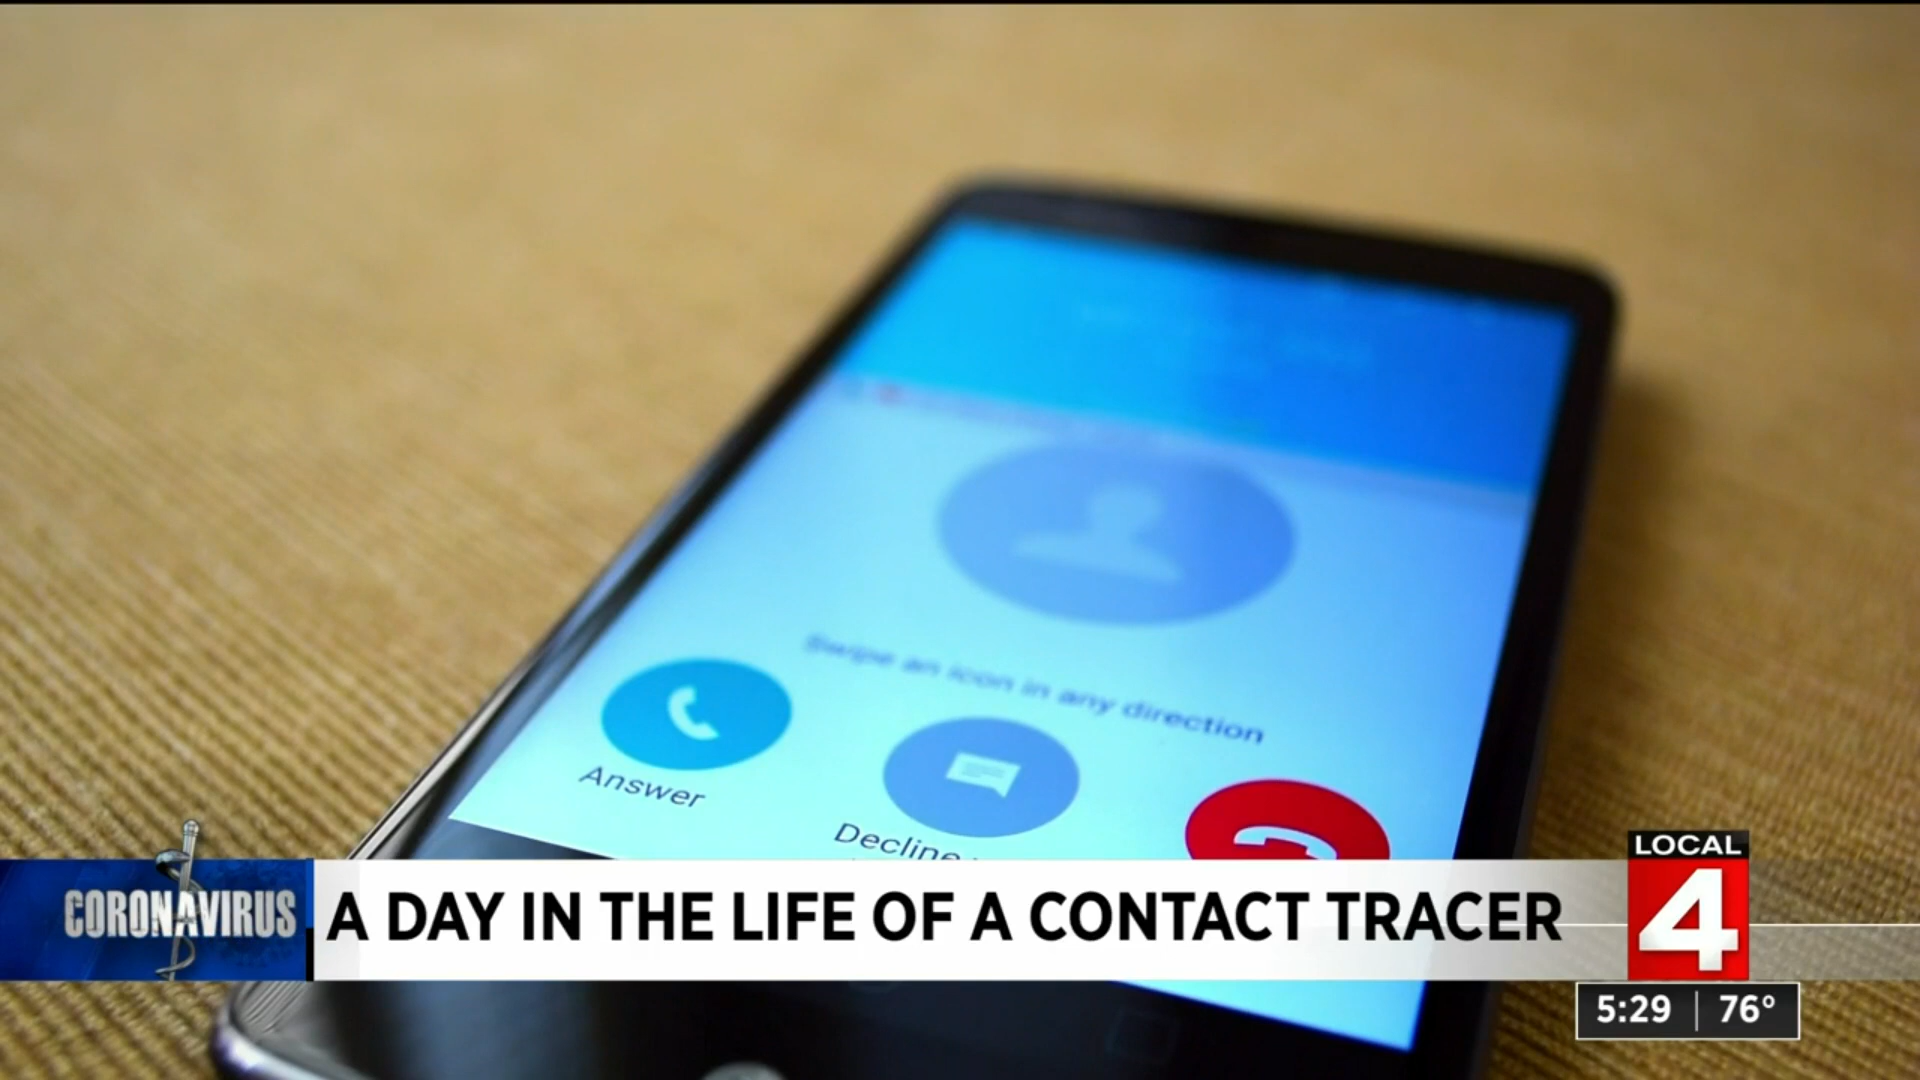 Swipe an icon in any direction
Answer
Decline
LOCAL
4
CORONAVIRUS
A DAY IN THE LIFE OF A CONTACT TRACER
5:29
76°